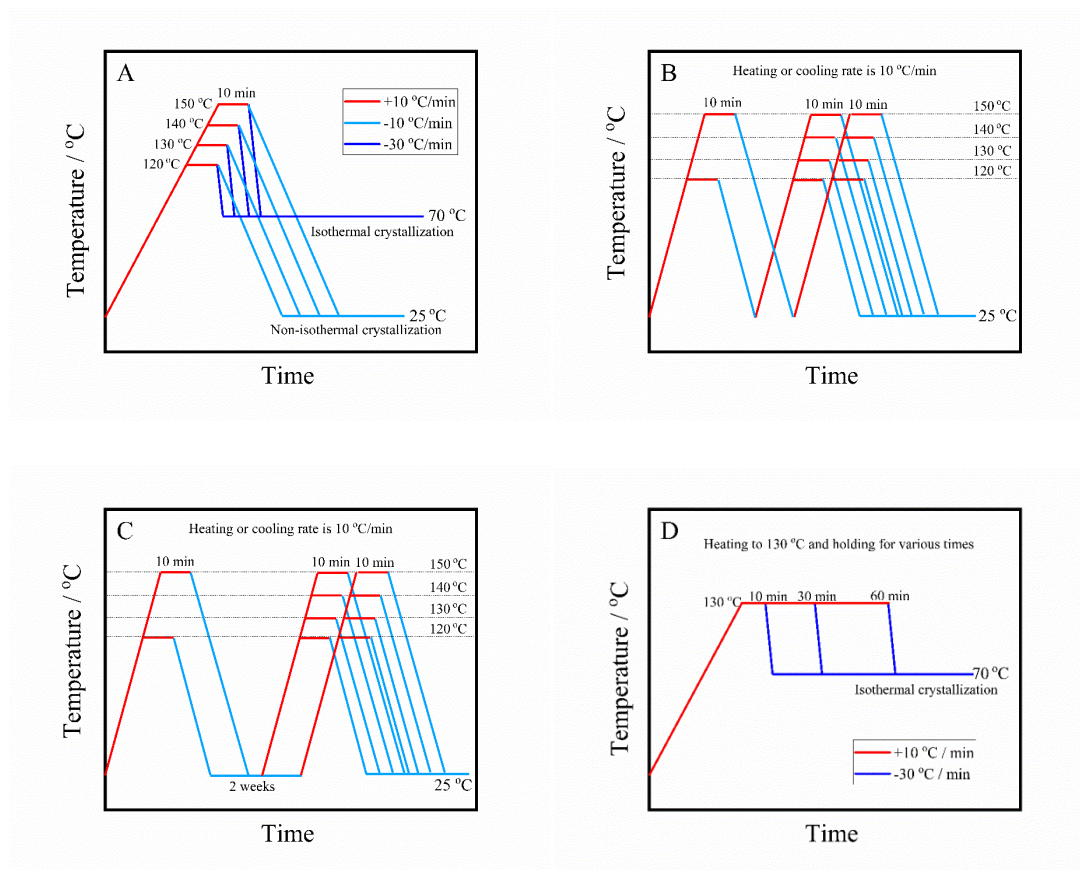 A
10 min
150 °C
140 °C
130 °C
120 °C
+10 °C/min
-10 °C/min
-30 °C/min
70 °C
Isothermal crystallization
25 °C
Non-isothermal crystallization
Temperature / °C
Time
B
Heating or cooling rate is 10 °C/min
10 min
10 min
10 min
150 °C
140 °C
130 °C
120 °C
25 °C
Temperature / °C
Time
C
Heating or cooling rate is 10 °C/min
10 min
10 min
10 min
150 °C
140 °C
130 °C
120 °C
2 weeks
25 °C
Temperature / °C
Time
D
Heating to 130 °C and holding for various times
130 °C
10 min
30 min
60 min
70 °C
Isothermal crystallization
+10 °C / min
-30 °C / min
Temperature / °C
Time